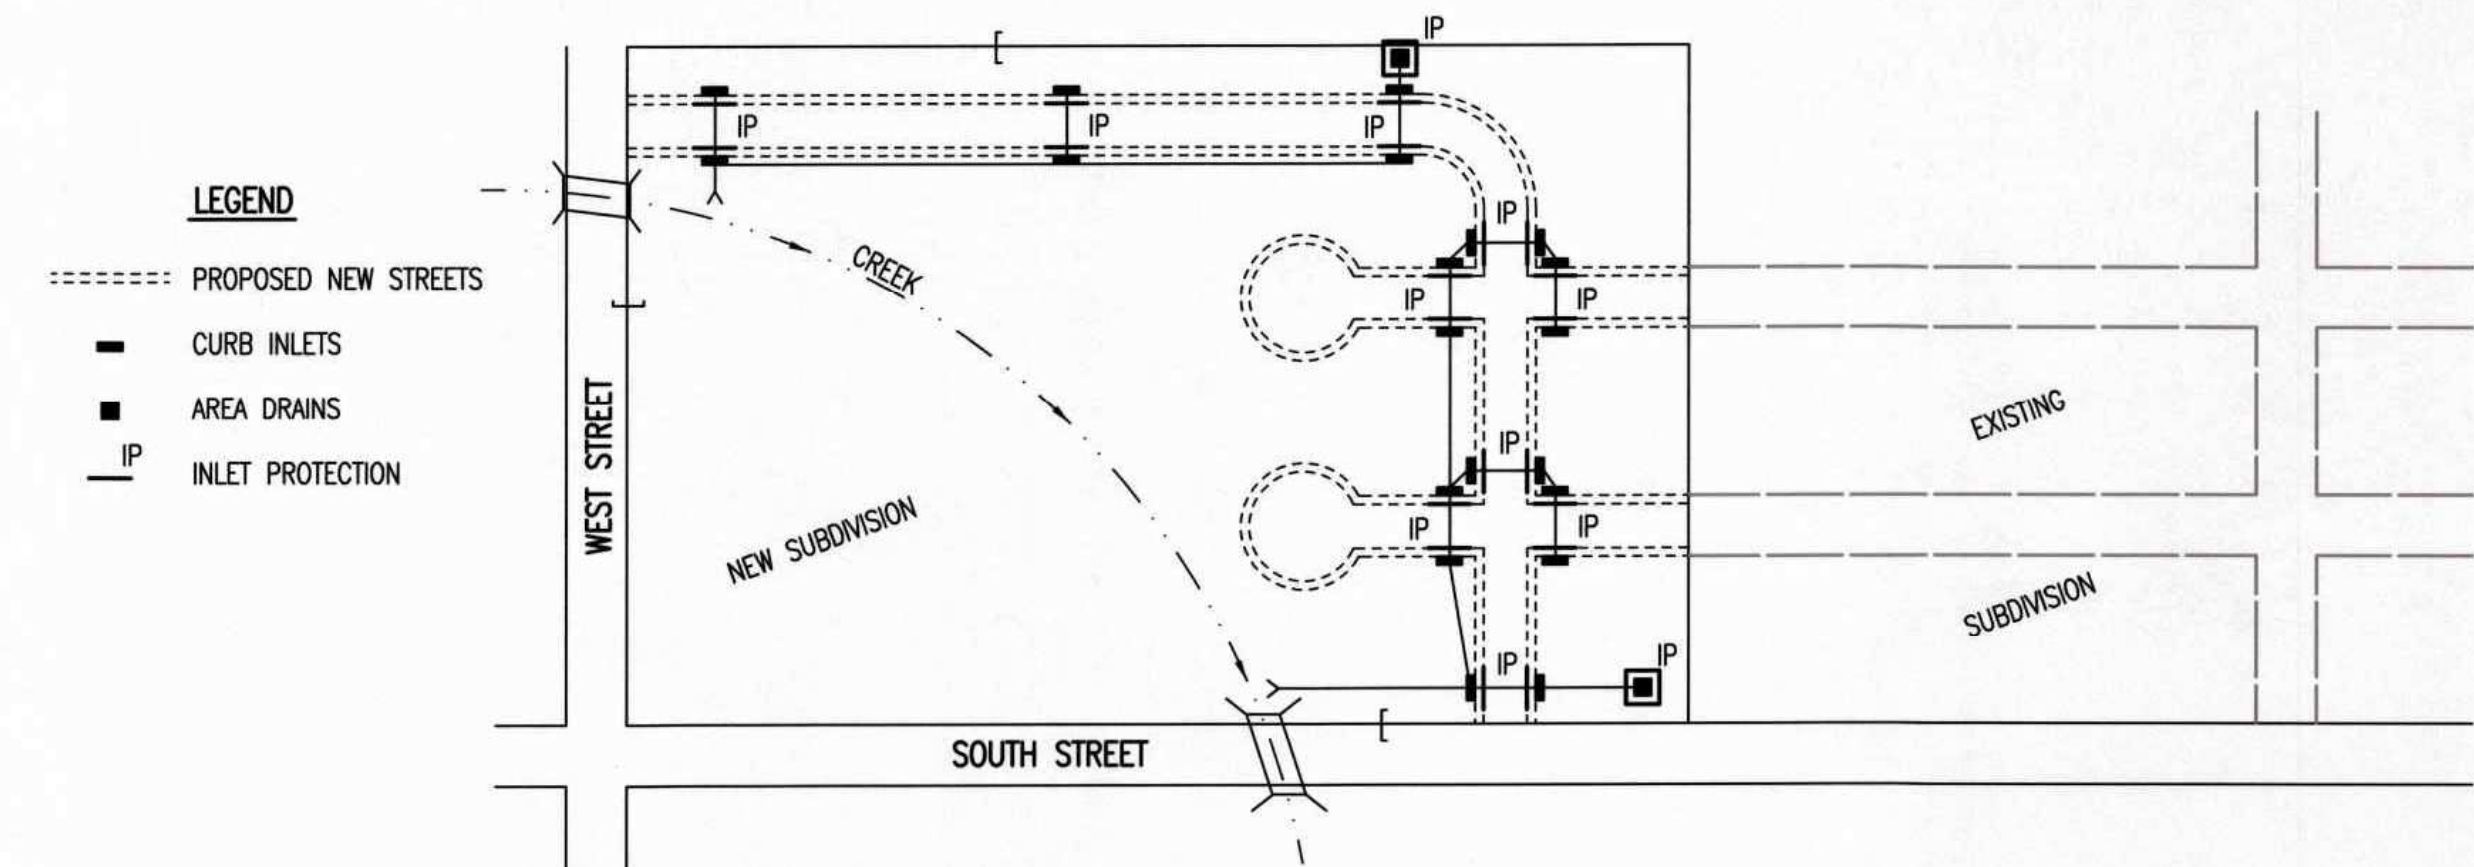 IP
IP
IP
IP
LEGEND
IP
PROPOSED NEW STREETS
CREEK
IP
IP
CURB INLETS
AREA DRAINS
EXISTING
WEST STREET
IP
IP
INLET PROTECTION
IP
IP
NEW SUBDIVISION
SUBDIVISION
IP
IP
SOUTH STREET